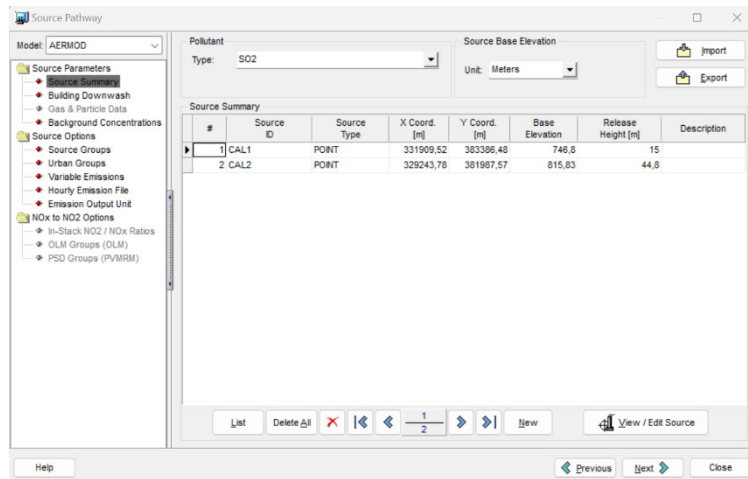 Source Pathway
Model: AERMOD
Source Parameters
Source Summary
Building Downwash
Gas & Particle Data
Background Concentrations
Source Options
Source Groups
Urban Groups
Variable Emissions
Hourly Emission File
Emission Output Unit
NOx to NO2 Options
In-Stack NO2 / NOx Ratios
OLM Groups (OLM)
PSD Groups (PVMRM)
Pollutant
Type: SO2
Source Base Elevation
Unit: Meters
Import
Export
Source Summary
# Source ID Source Type X Coord. [m] Y Coord. [m] Base Elevation Release Height [m] Description
1 CAL1 POINT 331909,52 383386,48 746,8 15
2 CAL2 POINT 329243,78 381987,57 815,83 44,8
List Delete All 1 2 New View / Edit Source
Help Previous Next Close